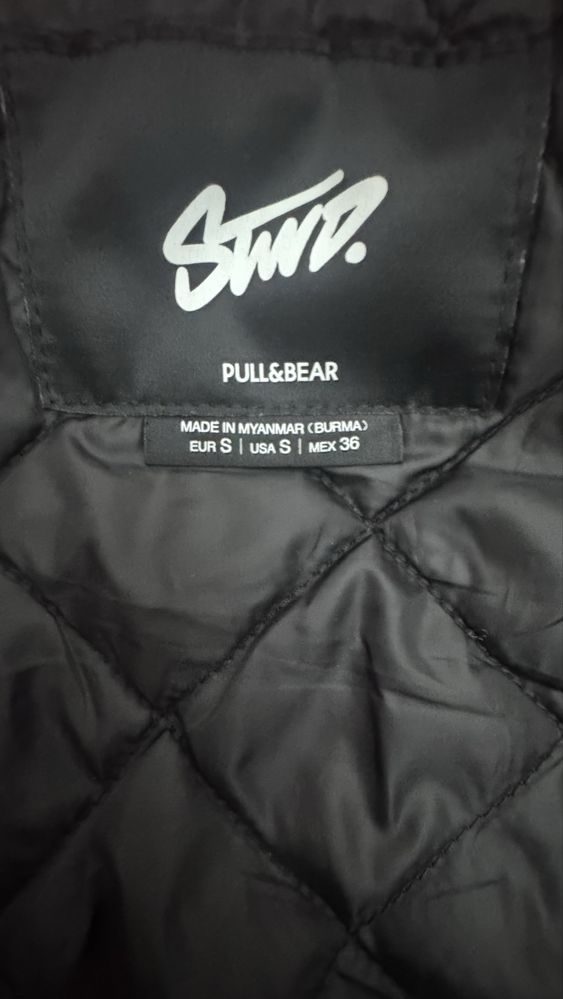 STWD.
PULL&BEAR
MADE IN MYANMAR (BURMA)
EUR S | USA S | MEX 36